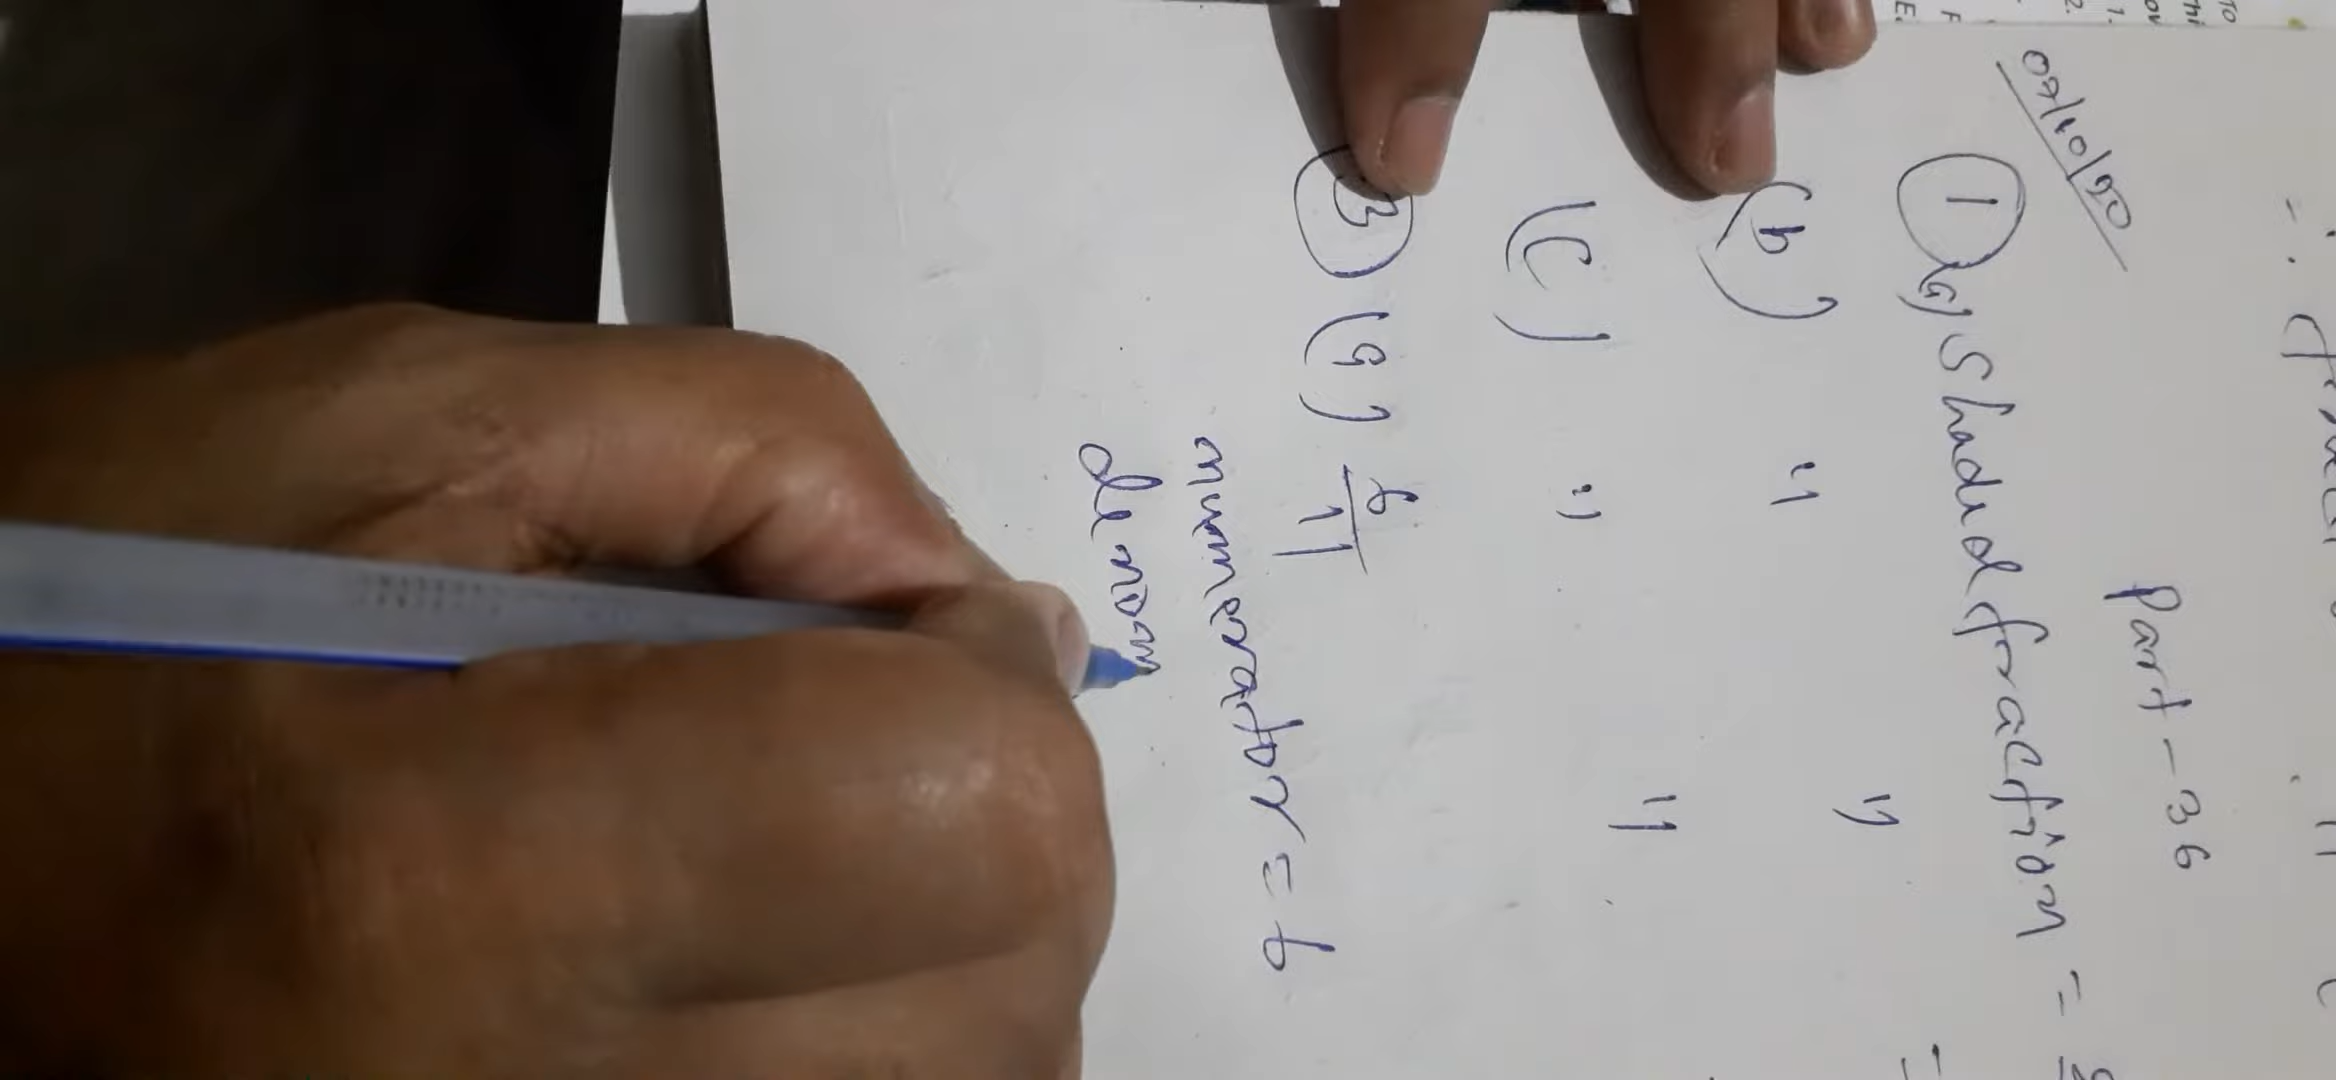 Part - 36
07/10/20
1 a) Shaded fraction =
(b) " "
(c) " "
3 (a) 6/11
numerator = 6
denom